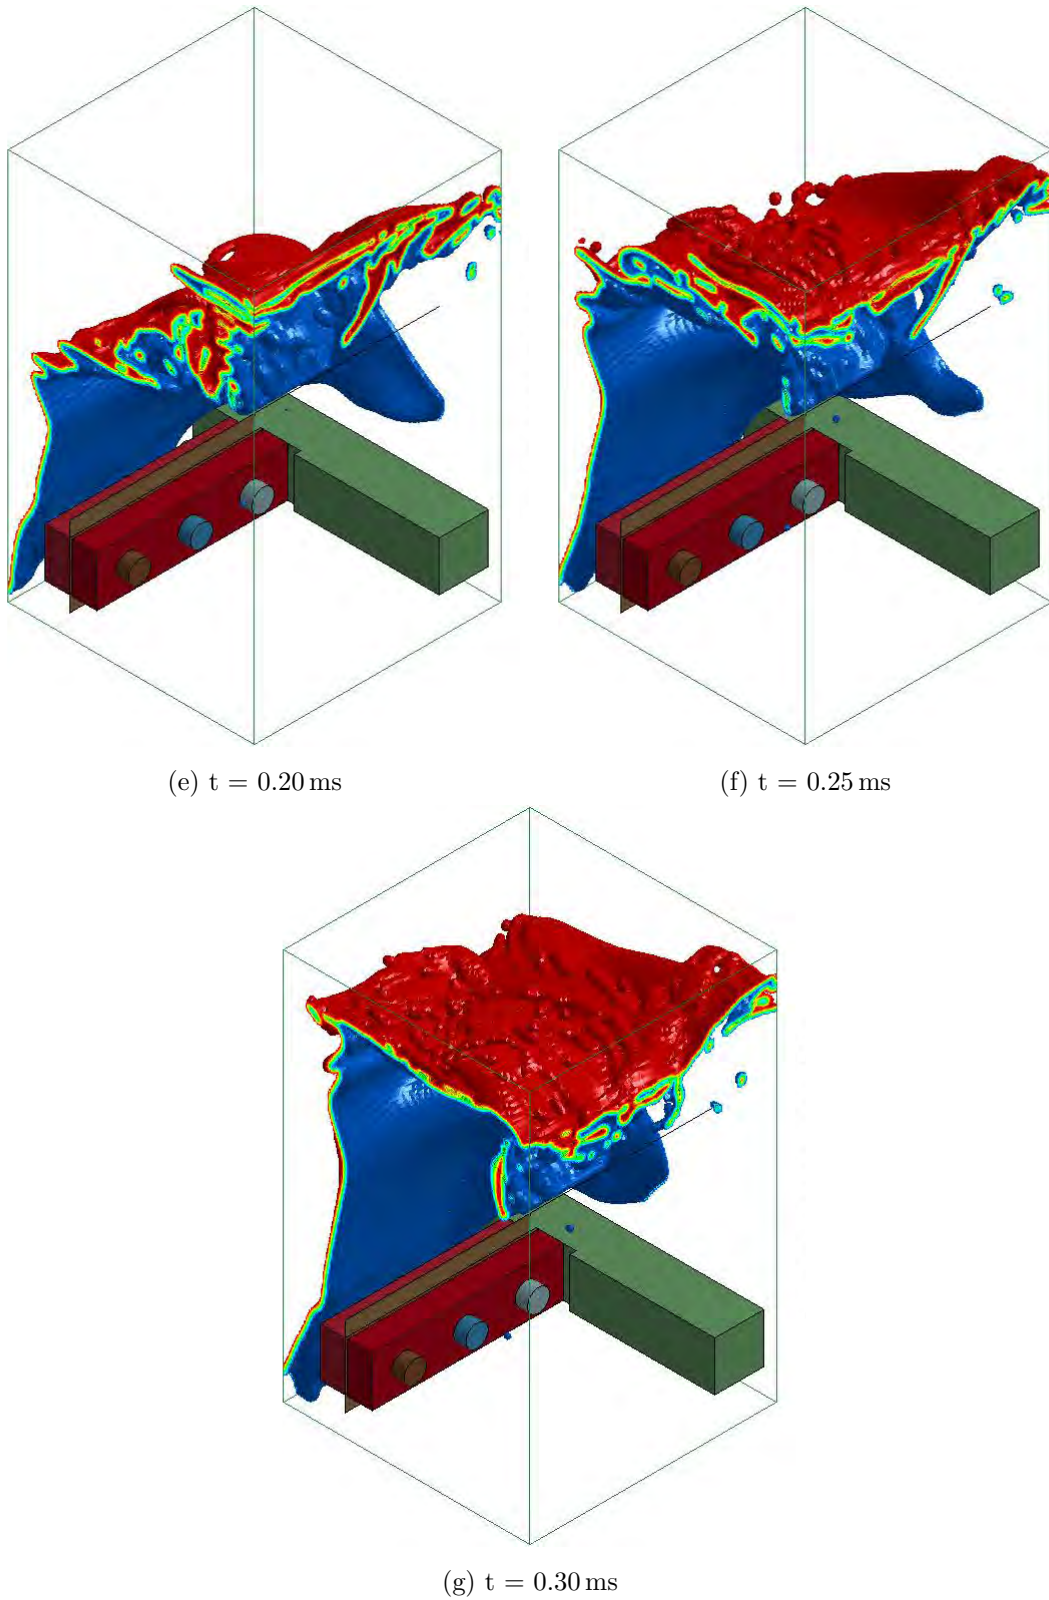 (e) t = 0.20 ms
(f) t = 0.25 ms
(g) t = 0.30 ms